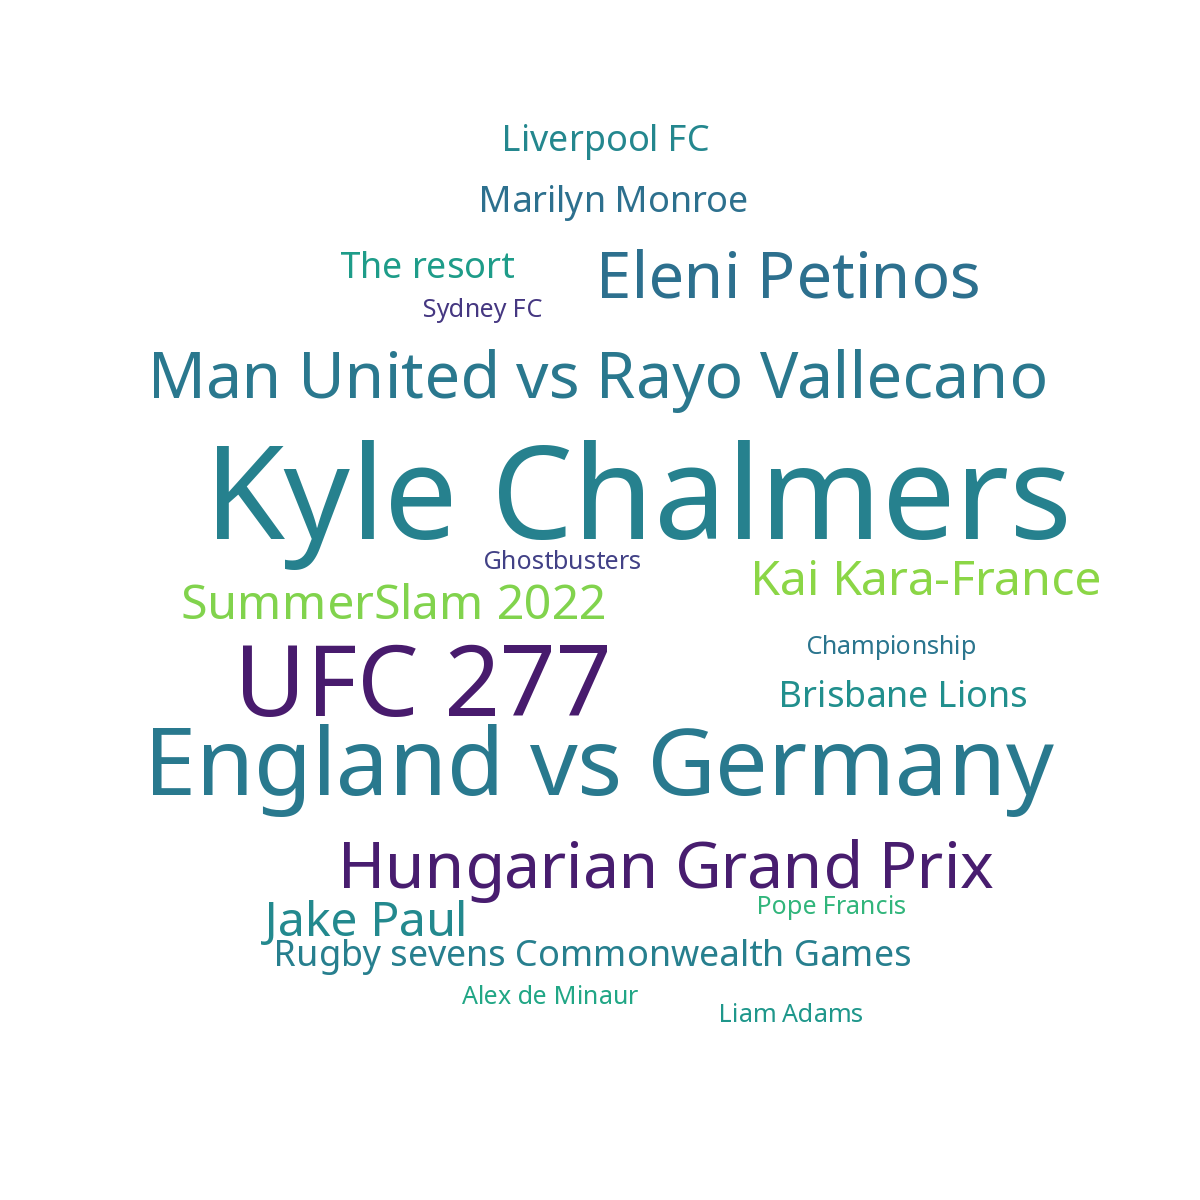 Liverpool FC
Marilyn Monroe
The resort
Eleni Petinos
Sydney FC
Man United vs Rayo Vallecano
Kyle Chalmers
Ghostbusters
Kai Kara-France
SummerSlam 2022
Championship
UFC 277
Brisbane Lions
England vs Germany
Hungarian Grand Prix
Pope Francis
Jake Paul
Rugby sevens Commonwealth Games
Alex de Minaur
Liam Adams